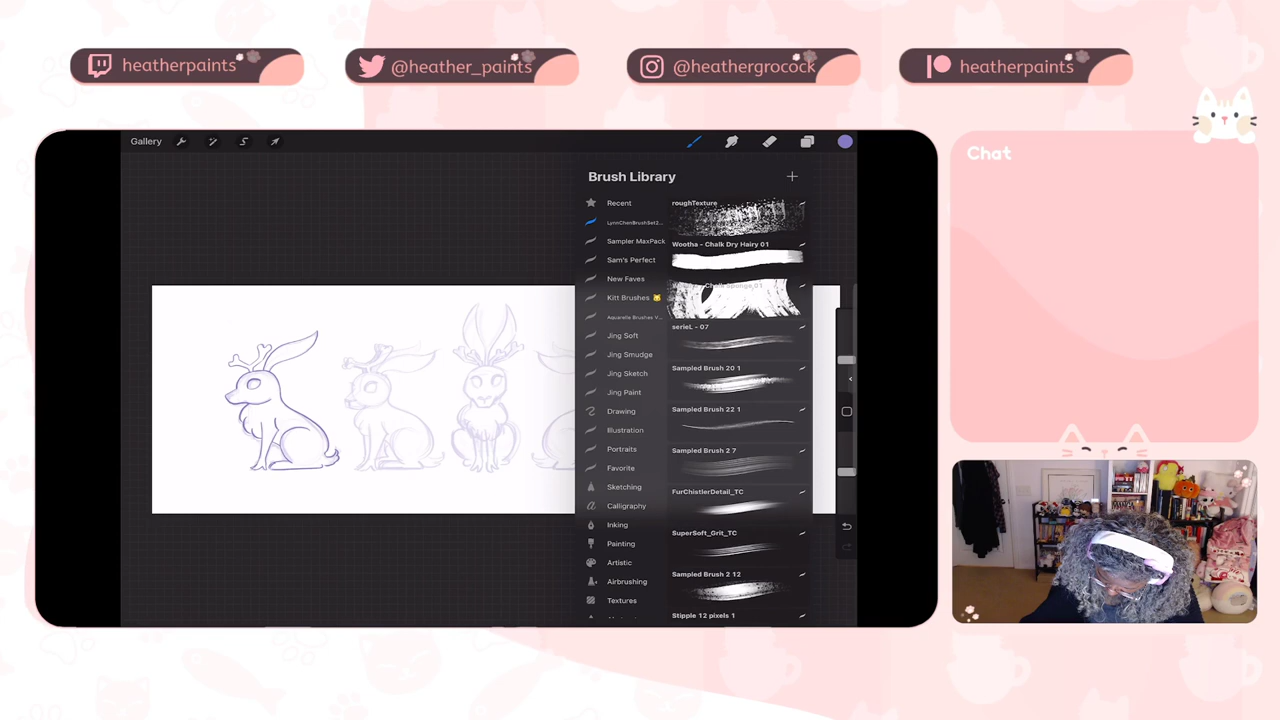 heatherpaints
@heather_paints
@heathergrocock
heatherpaints
Gallery
Chat
Brush Library
Recent
LynnChenBrushSet2...
Sampler MaxPack
Sam's Perfect
New Faves
Kitt Brushes 🐱
Aquarelle Brushes V...
Jing Soft
Jing Smudge
Jing Sketch
Jing Paint
Drawing
Illustration
Portraits
Favorite
Sketching
Calligraphy
Inking
Painting
Artistic
Airbrushing
Textures
roughTexture
Wootha - Chalk Dry Hairy 01
serieL - 07
Sampled Brush 20 1
Sampled Brush 22 1
Sampled Brush 2 7
FurChistlerDetail_TC
SuperSoft_Grit_TC
Sampled Brush 2 12
Stipple 12 pixels 1